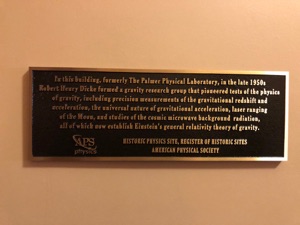 In this building, formerly The Palmer Physical Laboratory, in the late 1950s
Robert Henry Dicke formed a gravity research group that pioneered tests of the physics
of gravity, including precision measurements of the gravitational redshift and
acceleration, the universal nature of gravitational acceleration, laser ranging
of the Moon, and studies of the cosmic microwave background radiation,
all of which now establish Einstein's general relativity theory of gravity.
APS
physics
HISTORIC PHYSICS SITE, REGISTER OF HISTORIC SITES
AMERICAN PHYSICAL SOCIETY